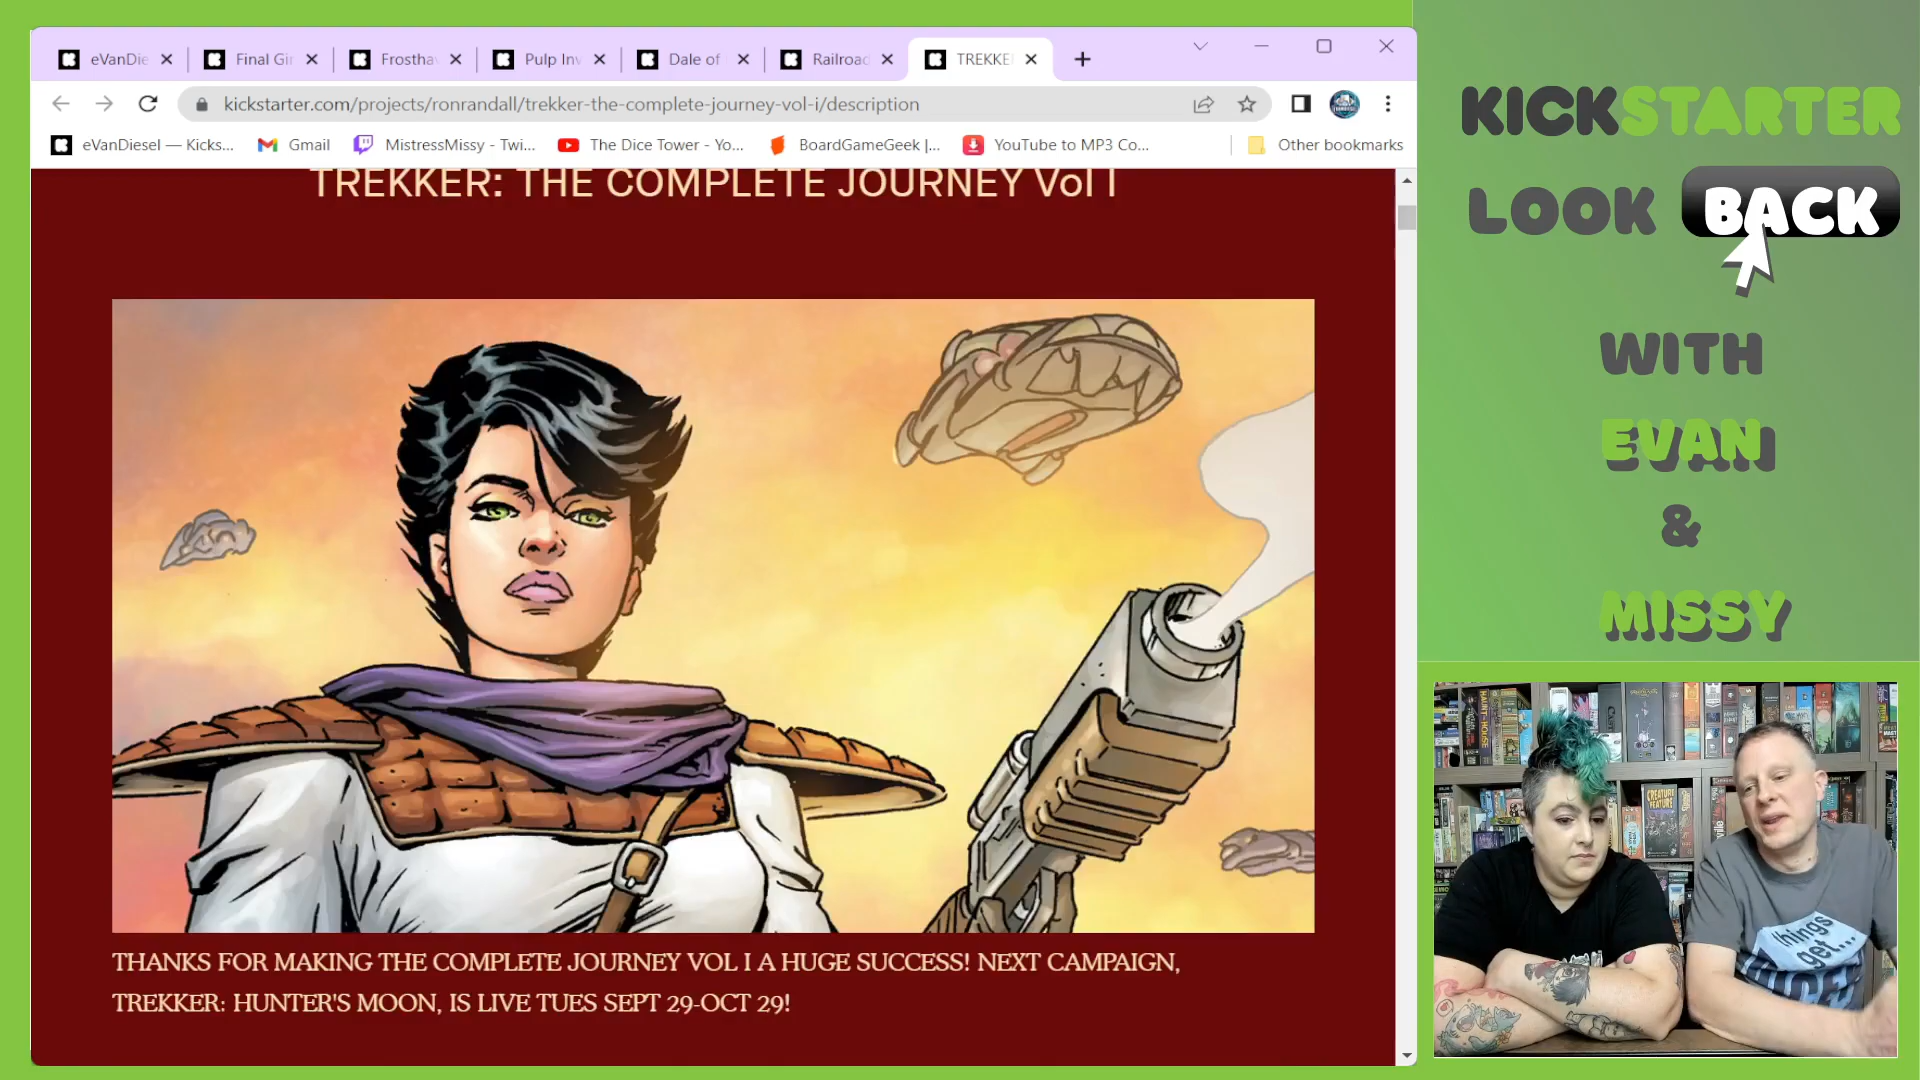 eVanDie
Final Gir
Frostha
Pulp Inv
Dale of
Railroad
TREKKE
kickstarter.com/projects/ronrandall/trekker-the-complete-journey-vol-i/description
eVanDiesel — Kicks...
Gmail
MistressMissy - Twi...
The Dice Tower - Yo...
BoardGameGeek |...
YouTube to MP3 Co...
Other bookmarks
TREKKER: THE COMPLETE JOURNEY Vol I
THANKS FOR MAKING THE COMPLETE JOURNEY VOL I A HUGE SUCCESS! NEXT CAMPAIGN,
TREKKER: HUNTER'S MOON, IS LIVE TUES SEPT 29-OCT 29!
KICKSTARTER
LOOK BACK
WITH
EVAN
&
MISSY
CREATURE
FEATURE
things
get...